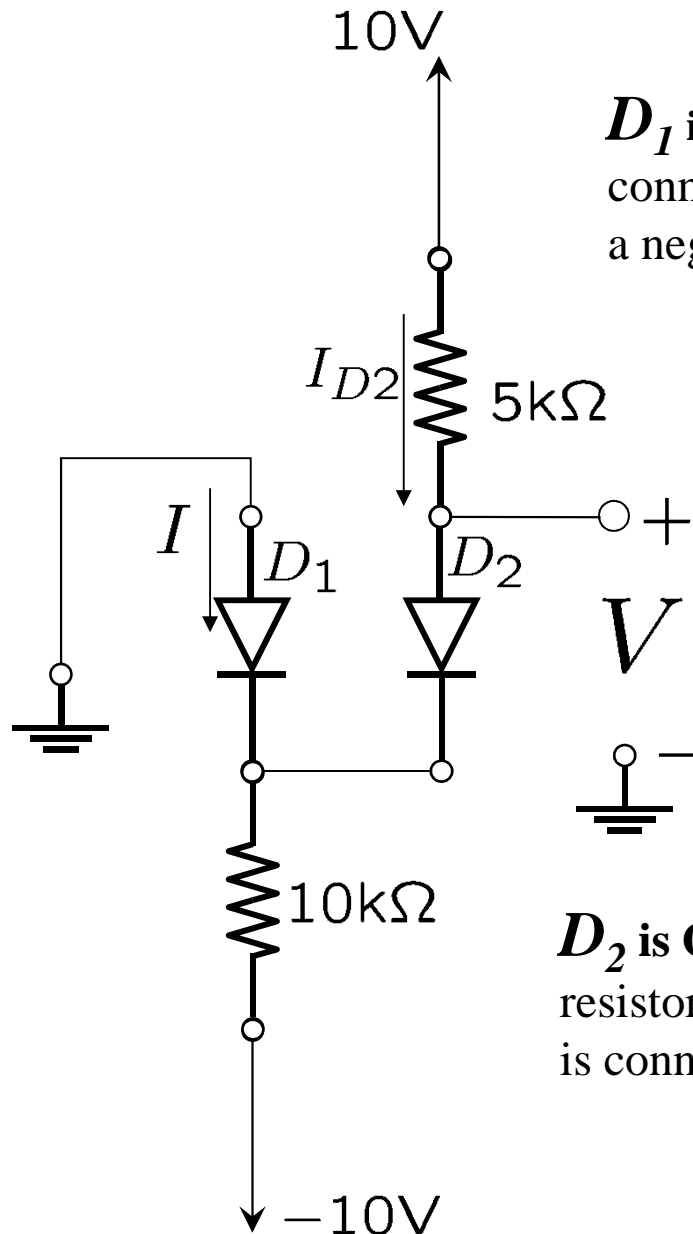 10V
D1 i
conn
a neg
ID2
5kΩ
I
D1
D2
+
V
−
10kΩ
D2 is
resistor
is conn
−10V